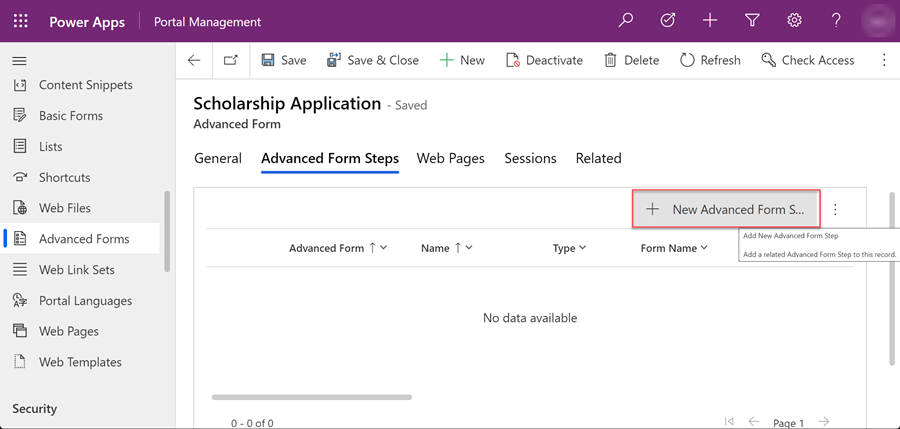 Power Apps Portal Management ?
Save Save & Close New Deactivate Delete Refresh Check Access
Content Snippets
Basic Forms
Lists
Shortcuts
Web Files
Advanced Forms
Web Link Sets
Portal Languages
Web Pages
Web Templates
Security
Scholarship Application - Saved
Advanced Form
General Advanced Form Steps Web Pages Sessions Related
New Advanced Form S...
Add New Advanced Form Step
Add a related Advanced Form Step to this record.
Advanced Form Name Type Form Name
No data available
0 - 0 of 0 Page 1